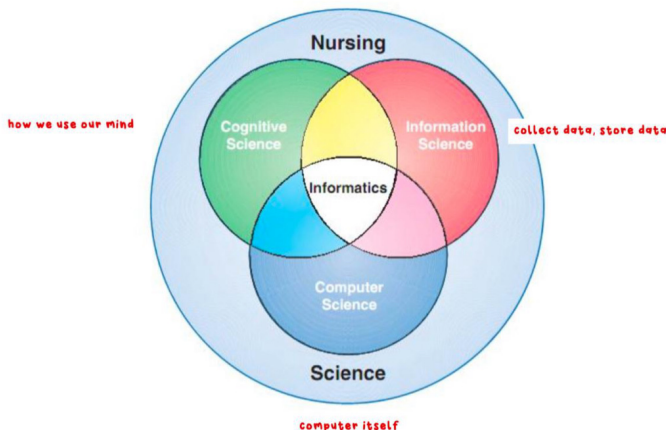 Nursing
how we use our mind
Cognitive
Science
Information
Science
collect data, store data
Informatics
Computer
Science
Science
computer itself